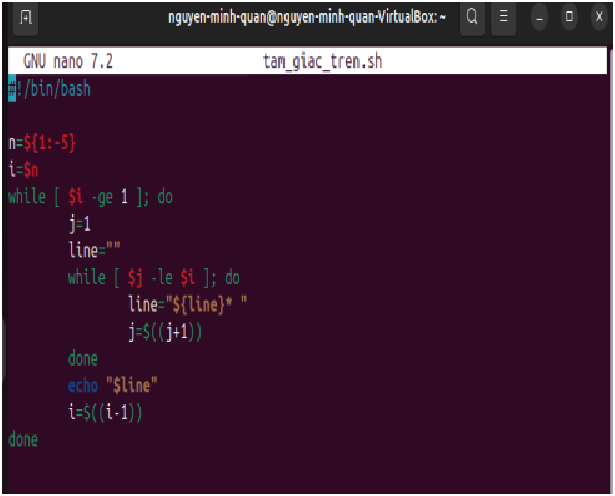 nguyen-minh-quan@nguyen-minh-quan-VirtualBox: ~
GNU nano 7.2 tam_giac_tren.sh
#!/bin/bash

n=${1:-5}
i=$n
while [ $i -ge 1 ]; do
        j=1
        line=""
        while [ $j -le $i ]; do
                line="${line}* "
                j=$((j+1))
        done
        echo "$line"
        i=$((i-1))
done